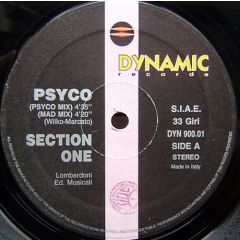 DYNAMIC
records
PSYCO
(PSYCO MIX) 4'35"
(MAD MIX) 4'20"
(Wilko-Marcato)
SECTION
ONE
Lombardoni
Ed. Musicali
S.I.A.E.
33 Giri
DYN 900.01
SIDE A
STEREO
Made in Italy